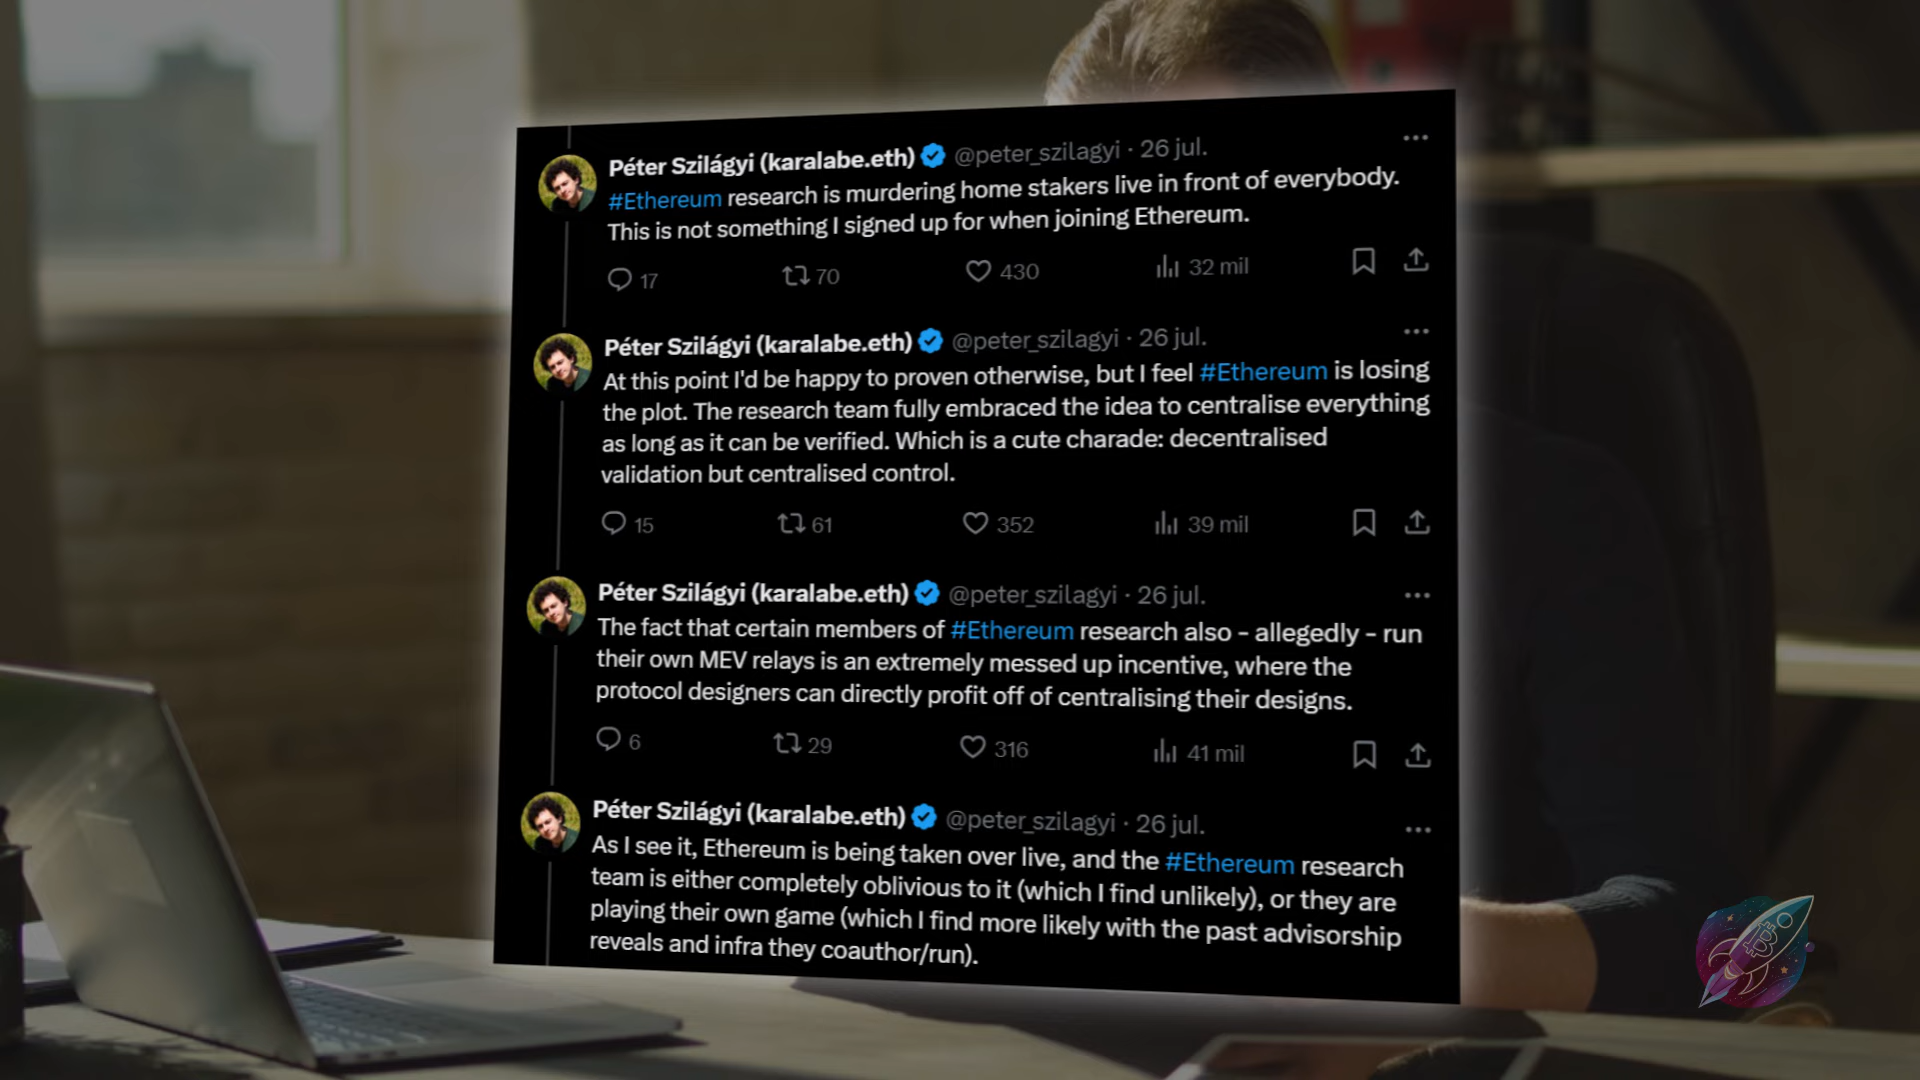 Péter Szilágyi (karalabe.eth) @peter_szilagyi · 26 jul.
#Ethereum research is murdering home stakers live in front of everybody.
This is not something I signed up for when joining Ethereum.
17 70 430 32 mil
Péter Szilágyi (karalabe.eth) @peter_szilagyi · 26 jul.
At this point I'd be happy to proven otherwise, but I feel #Ethereum is losing
the plot. The research team fully embraced the idea to centralise everything
as long as it can be verified. Which is a cute charade: decentralised
validation but centralised control.
15 61 352 39 mil
Péter Szilágyi (karalabe.eth) @peter_szilagyi · 26 jul.
The fact that certain members of #Ethereum research also - allegedly - run
their own MEV relays is an extremely messed up incentive, where the
protocol designers can directly profit off of centralising their designs.
6 29 316 41 mil
Péter Szilágyi (karalabe.eth) @peter_szilagyi · 26 jul.
As I see it, Ethereum is being taken over live, and the #Ethereum research
team is either completely oblivious to it (which I find unlikely), or they are
playing their own game (which I find more likely with the past advisorship
reveals and infra they coauthor/run).